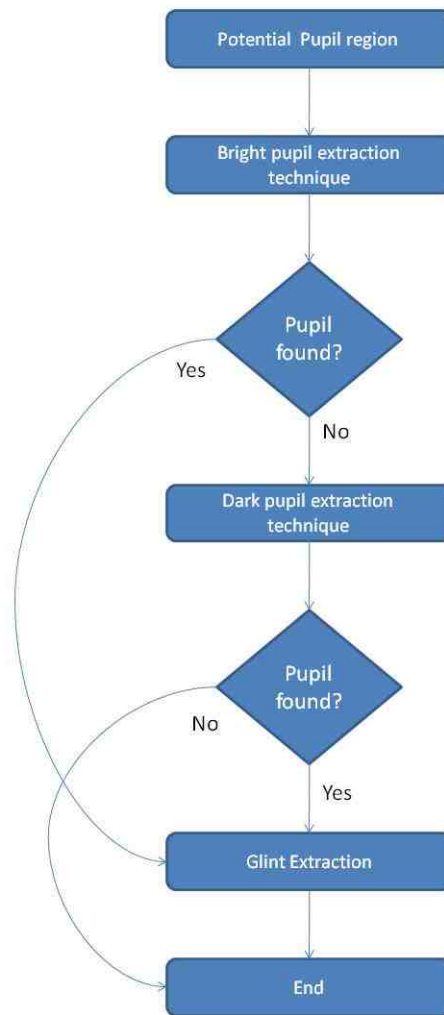 Potential Pupil region
Bright pupil extraction
technique
Pupil
found?
Yes
No
Dark pupil extraction
technique
Pupil
found?
No
Yes
Glint Extraction
End